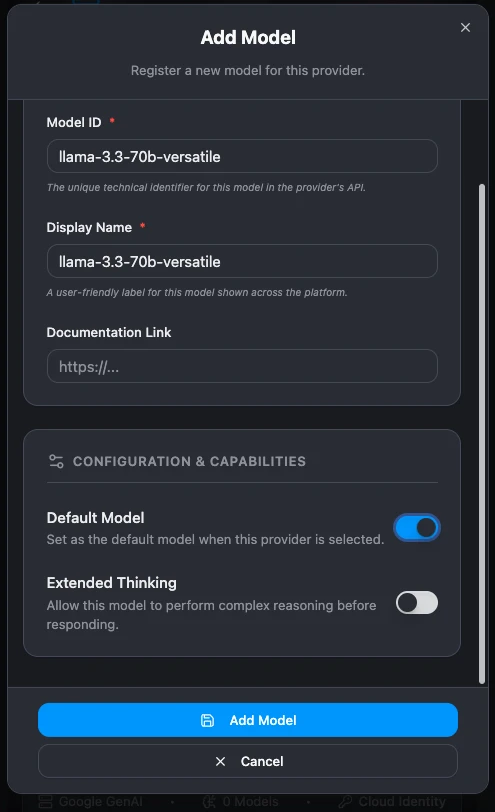 Add Model
Register a new model for this provider.
Model ID *
llama-3.3-70b-versatile
The unique technical identifier for this model in the provider's API.
Display Name *
llama-3.3-70b-versatile
A user-friendly label for this model shown across the platform.
Documentation Link
https://...
CONFIGURATION & CAPABILITIES
Default Model
Set as the default model when this provider is selected.
Extended Thinking
Allow this model to perform complex reasoning before
responding.
Add Model
Cancel
Google GenAI • 0 Models • Cloud Identity